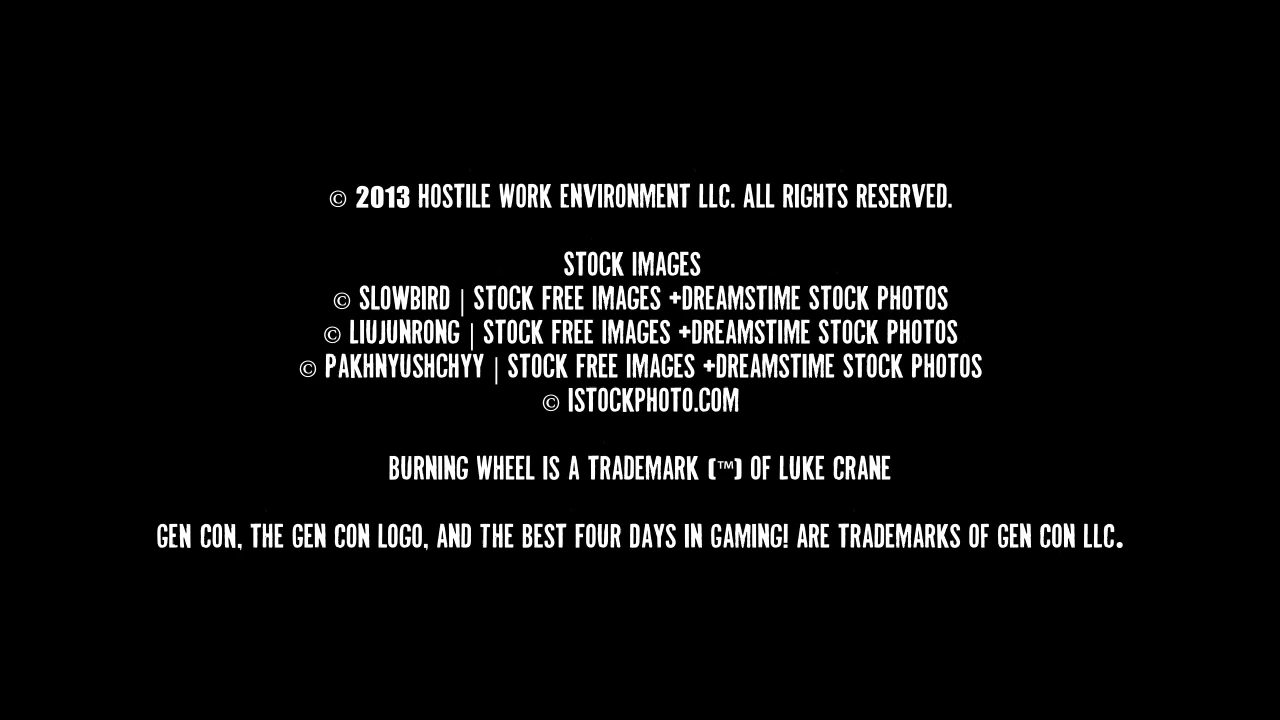 © 2013 HOSTILE WORK ENVIRONMENT LLC. ALL RIGHTS RESERVED.
STOCK IMAGES
© SLOWBIRD | STOCK FREE IMAGES +DREAMSTIME STOCK PHOTOS
© LIUJUNRONG | STOCK FREE IMAGES +DREAMSTIME STOCK PHOTOS
© PAKHNYUSHCHYY | STOCK FREE IMAGES +DREAMSTIME STOCK PHOTOS
© ISTOCKPHOTO.COM
BURNING WHEEL IS A TRADEMARK (™) OF LUKE CRANE
GEN CON, THE GEN CON LOGO, AND THE BEST FOUR DAYS IN GAMING! ARE TRADEMARKS OF GEN CON LLC.